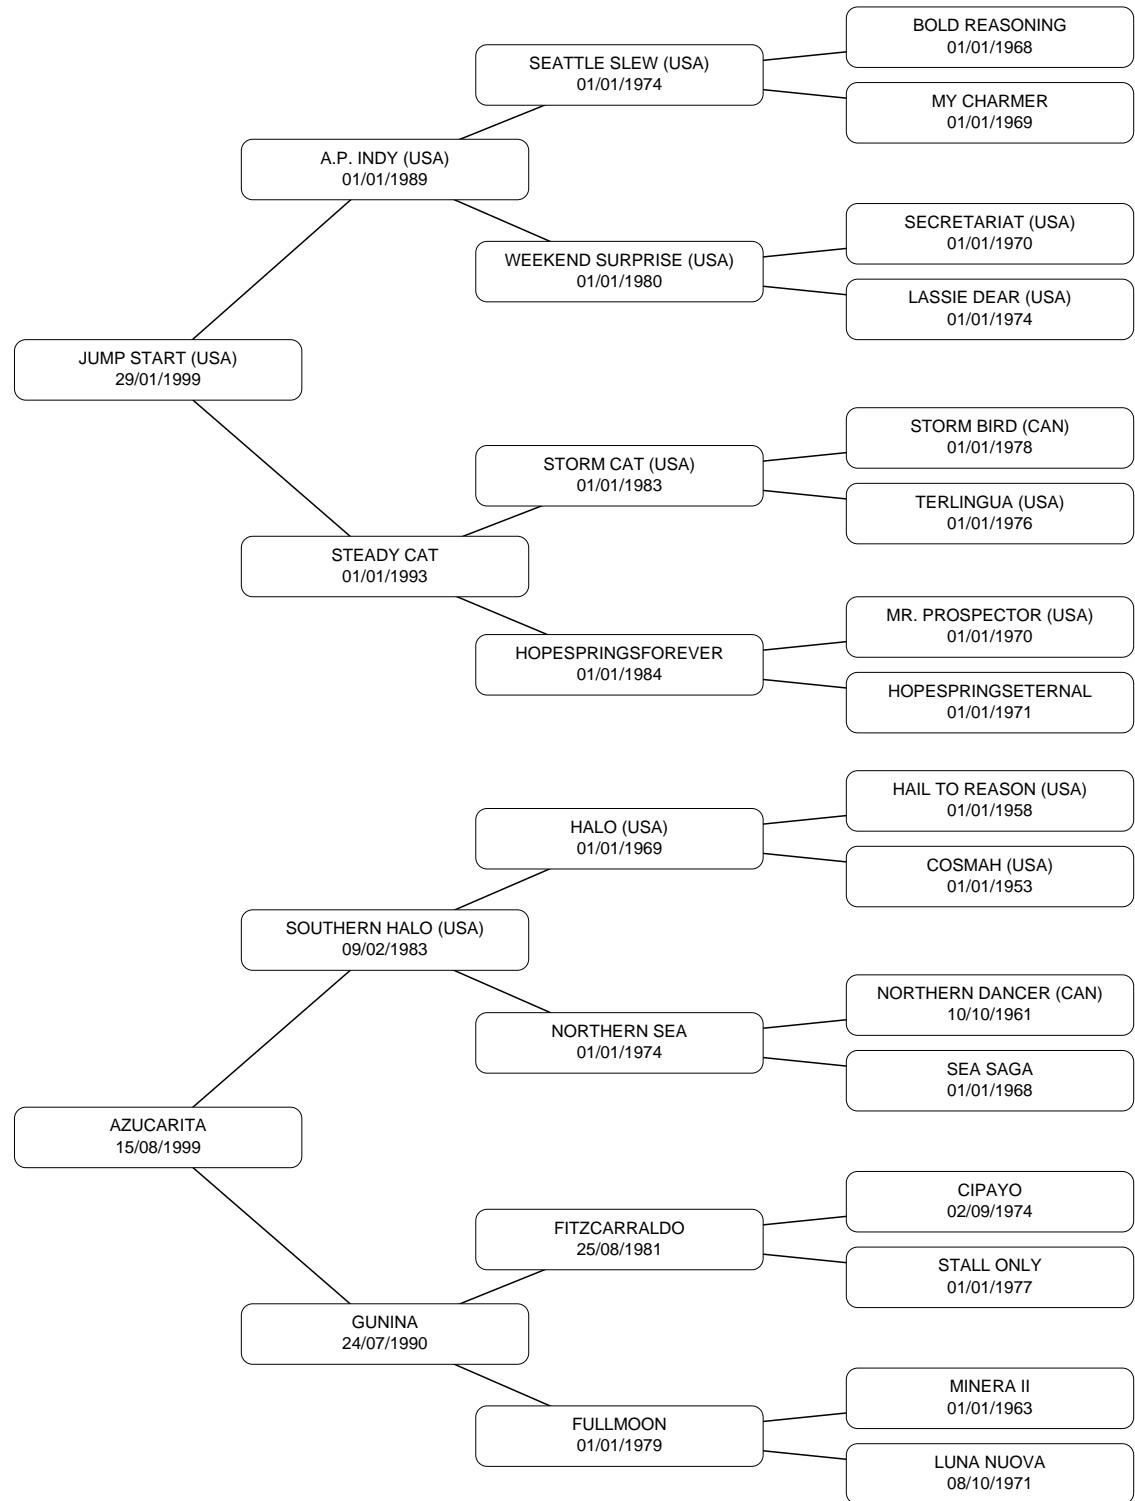 BOLD REASONING
01/01/1968
SEATTLE SLEW (USA)
01/01/1974
MY CHARMER
01/01/1969
A.P. INDY (USA)
01/01/1989
SECRETARIAT (USA)
01/01/1970
WEEKEND SURPRISE (USA)
01/01/1980
LASSIE DEAR (USA)
01/01/1974
JUMP START (USA)
29/01/1999
STORM BIRD (CAN)
01/01/1978
STORM CAT (USA)
01/01/1983
TERLINGUA (USA)
01/01/1976
STEADY CAT
01/01/1993
MR. PROSPECTOR (USA)
01/01/1970
HOPESPRINGSFOREVER
01/01/1984
HOPESPRINGSETERNAL
01/01/1971
HAIL TO REASON (USA)
01/01/1958
HALO (USA)
01/01/1969
COSMAH (USA)
01/01/1953
SOUTHERN HALO (USA)
09/02/1983
NORTHERN DANCER (CAN)
10/10/1961
NORTHERN SEA
01/01/1974
SEA SAGA
01/01/1968
AZUCARITA
15/08/1999
CIPAYO
02/09/1974
FITZCARRALDO
25/08/1981
STALL ONLY
01/01/1977
GUNINA
24/07/1990
MINERA II
01/01/1963
FULLMOON
01/01/1979
LUNA NUOVA
08/10/1971